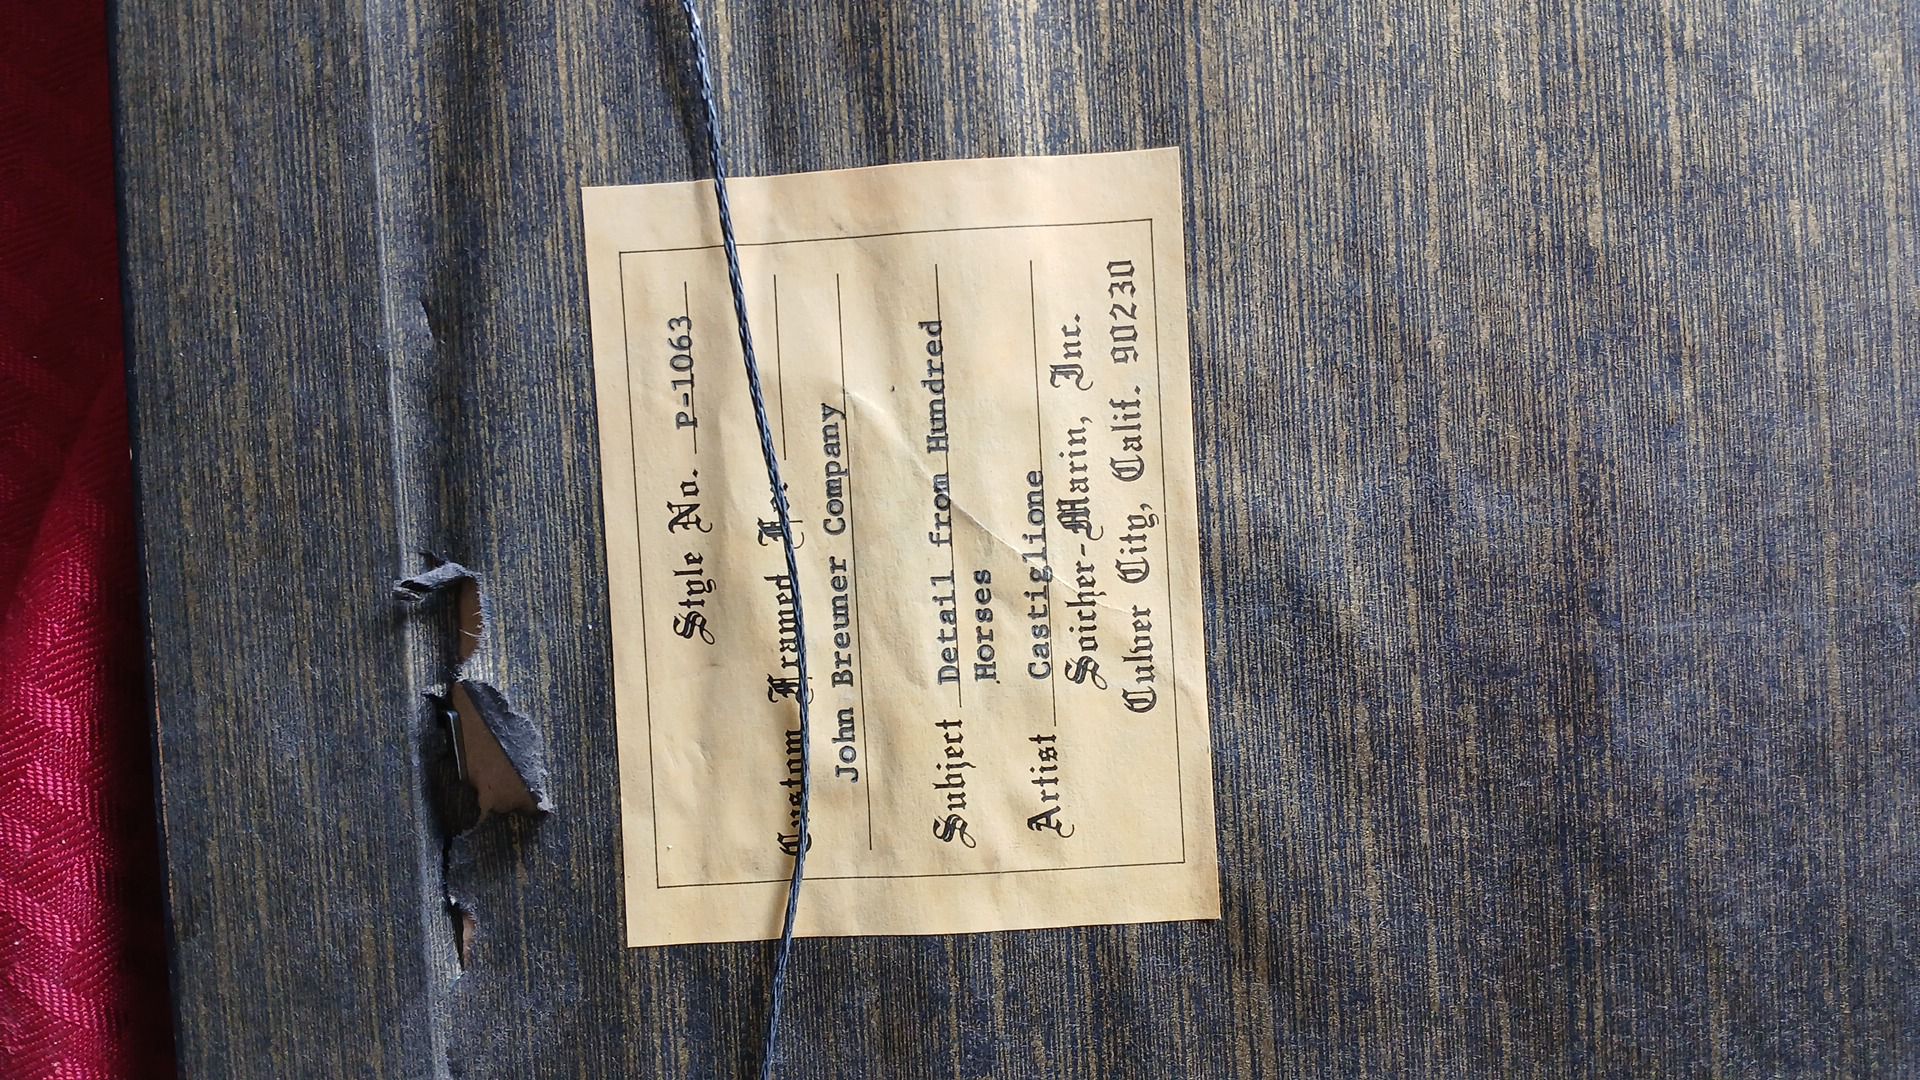 Style No. P-1063
Custom Framed For:
John Breuner Company
Subject Detail from Hundred
Horses
Artist Castiglione
Soicher-Marin, Inc.
Culver City, Calif. 90230